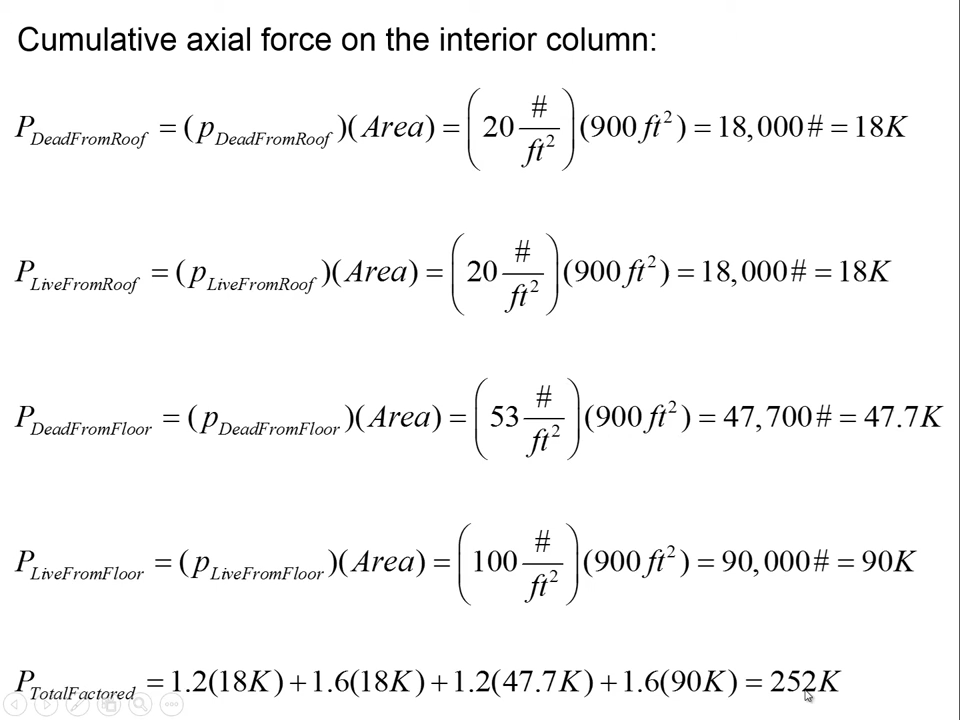 Cumulative axial force on the interior column:
P_DeadFromRoof = (p_DeadFromRoof)(Area) = (20 #/ft²)(900 ft²) = 18,000# = 18K
P_LiveFromRoof = (p_LiveFromRoof)(Area) = (20 #/ft²)(900 ft²) = 18,000# = 18K
P_DeadFromFloor = (p_DeadFromFloor)(Area) = (53 #/ft²)(900 ft²) = 47,700# = 47.7K
P_LiveFromFloor = (p_LiveFromFloor)(Area) = (100 #/ft²)(900 ft²) = 90,000# = 90K
P_TotalFactored = 1.2(18K) + 1.6(18K) + 1.2(47.7K) + 1.6(90K) = 252K